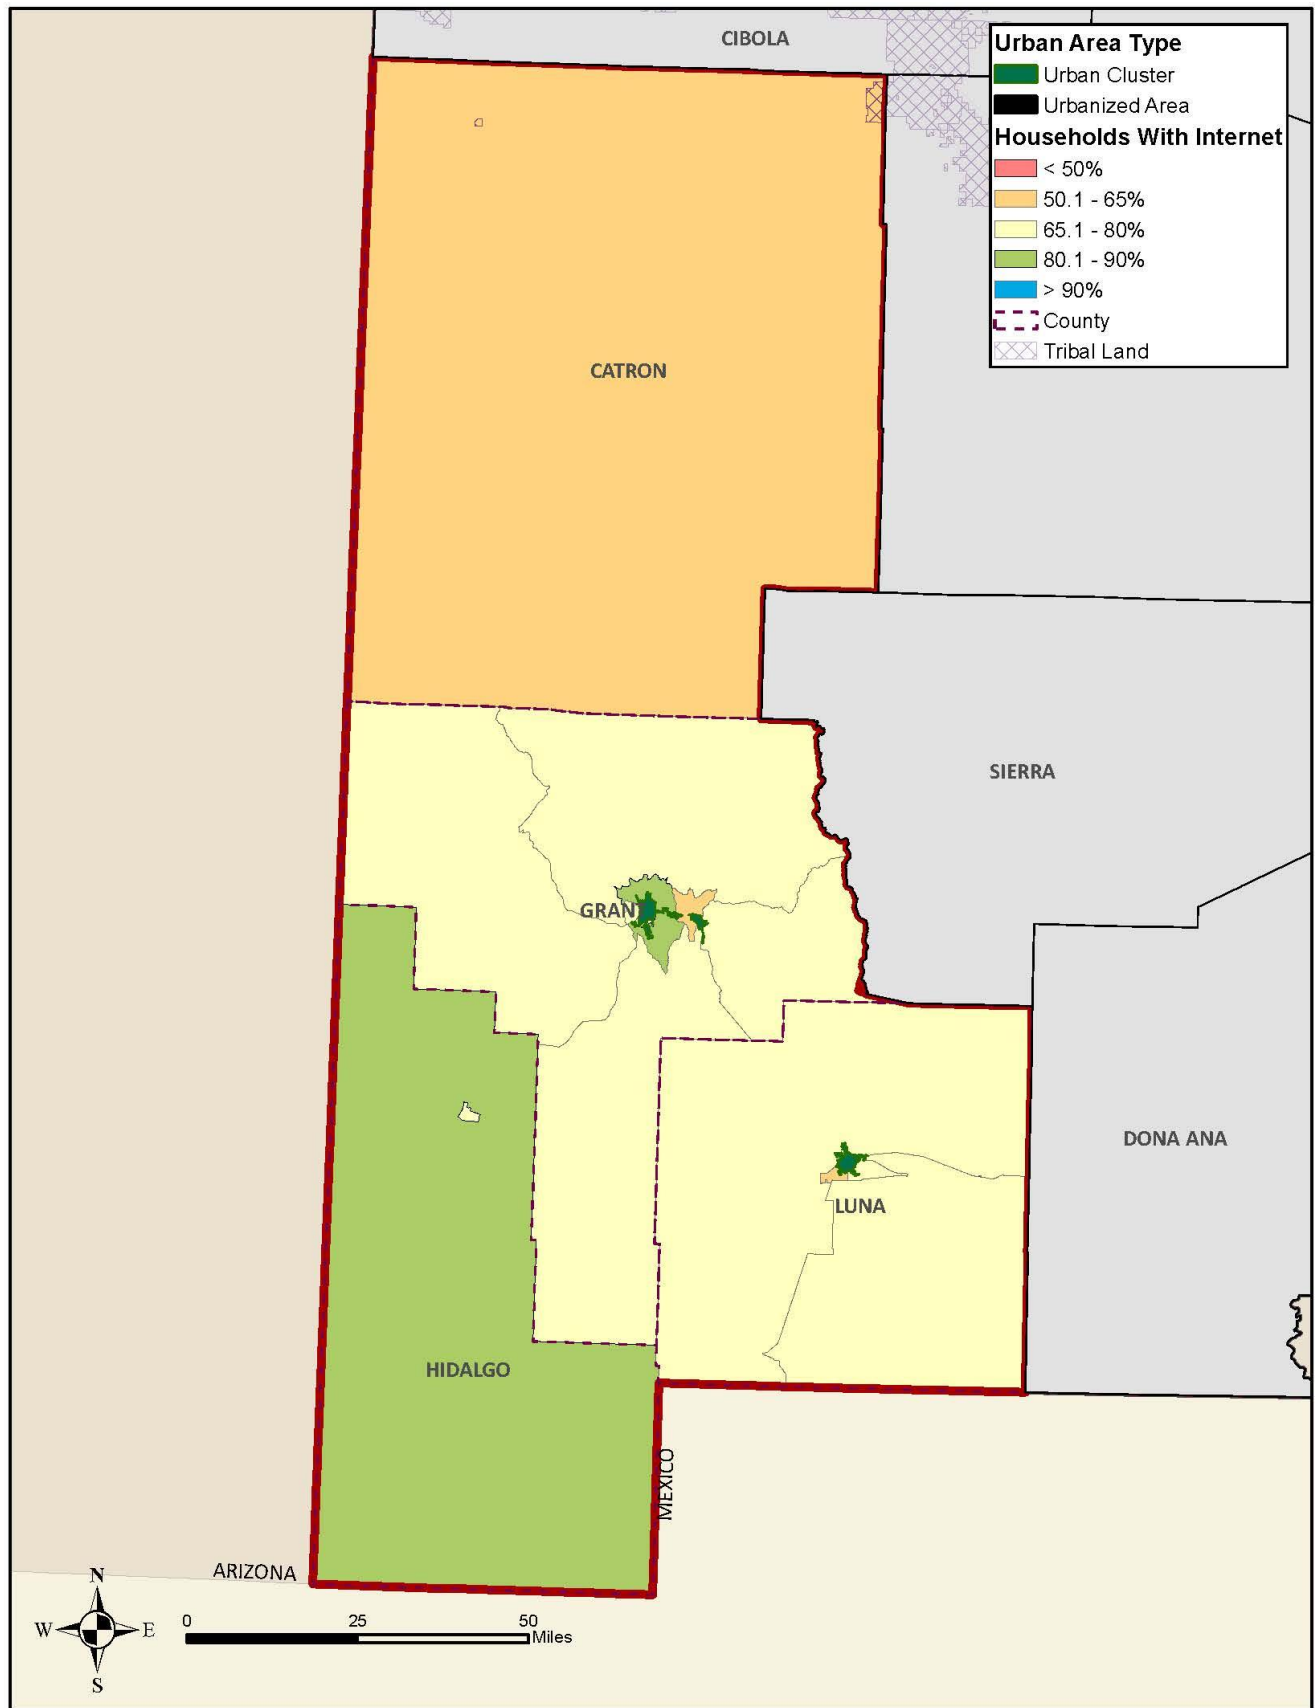 CIBOLA
Urban Area Type
Urban Cluster
Urbanized Area
Households With Internet
< 50%
50.1 - 65%
65.1 - 80%
80.1 - 90%
> 90%
County
Tribal Land
CATRON
SIERRA
GRANT
DONA ANA
LUNA
HIDALGO
MEXICO
ARIZONA
N
W E
S
0 25 50
Miles